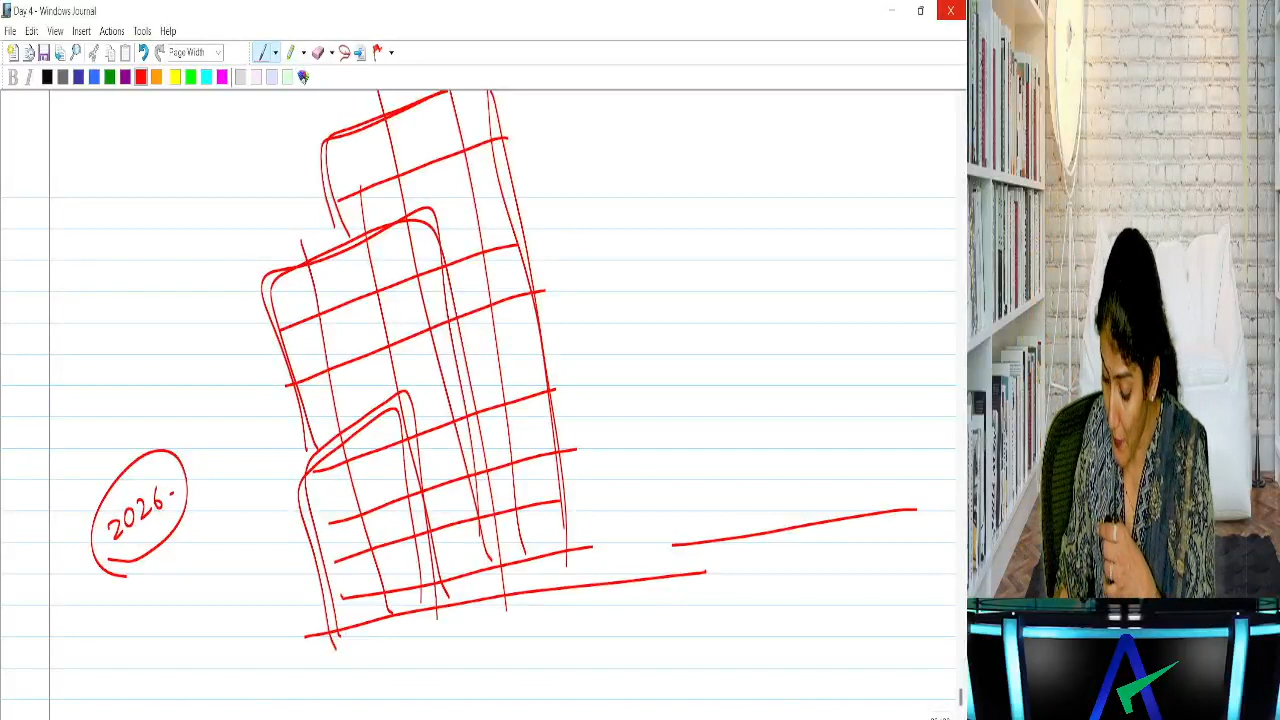 Day 4 - Windows Journal
File Edit View Insert Actions Tools Help
Page Width
B I
2026.